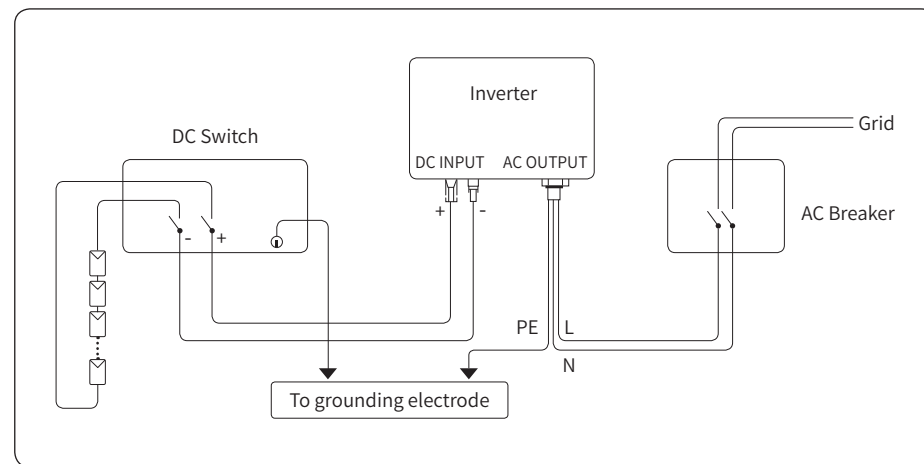 Inverter
DC INPUT AC OUTPUT
+ -
DC Switch
- +
Grid
AC Breaker
PE L
N
To grounding electrode